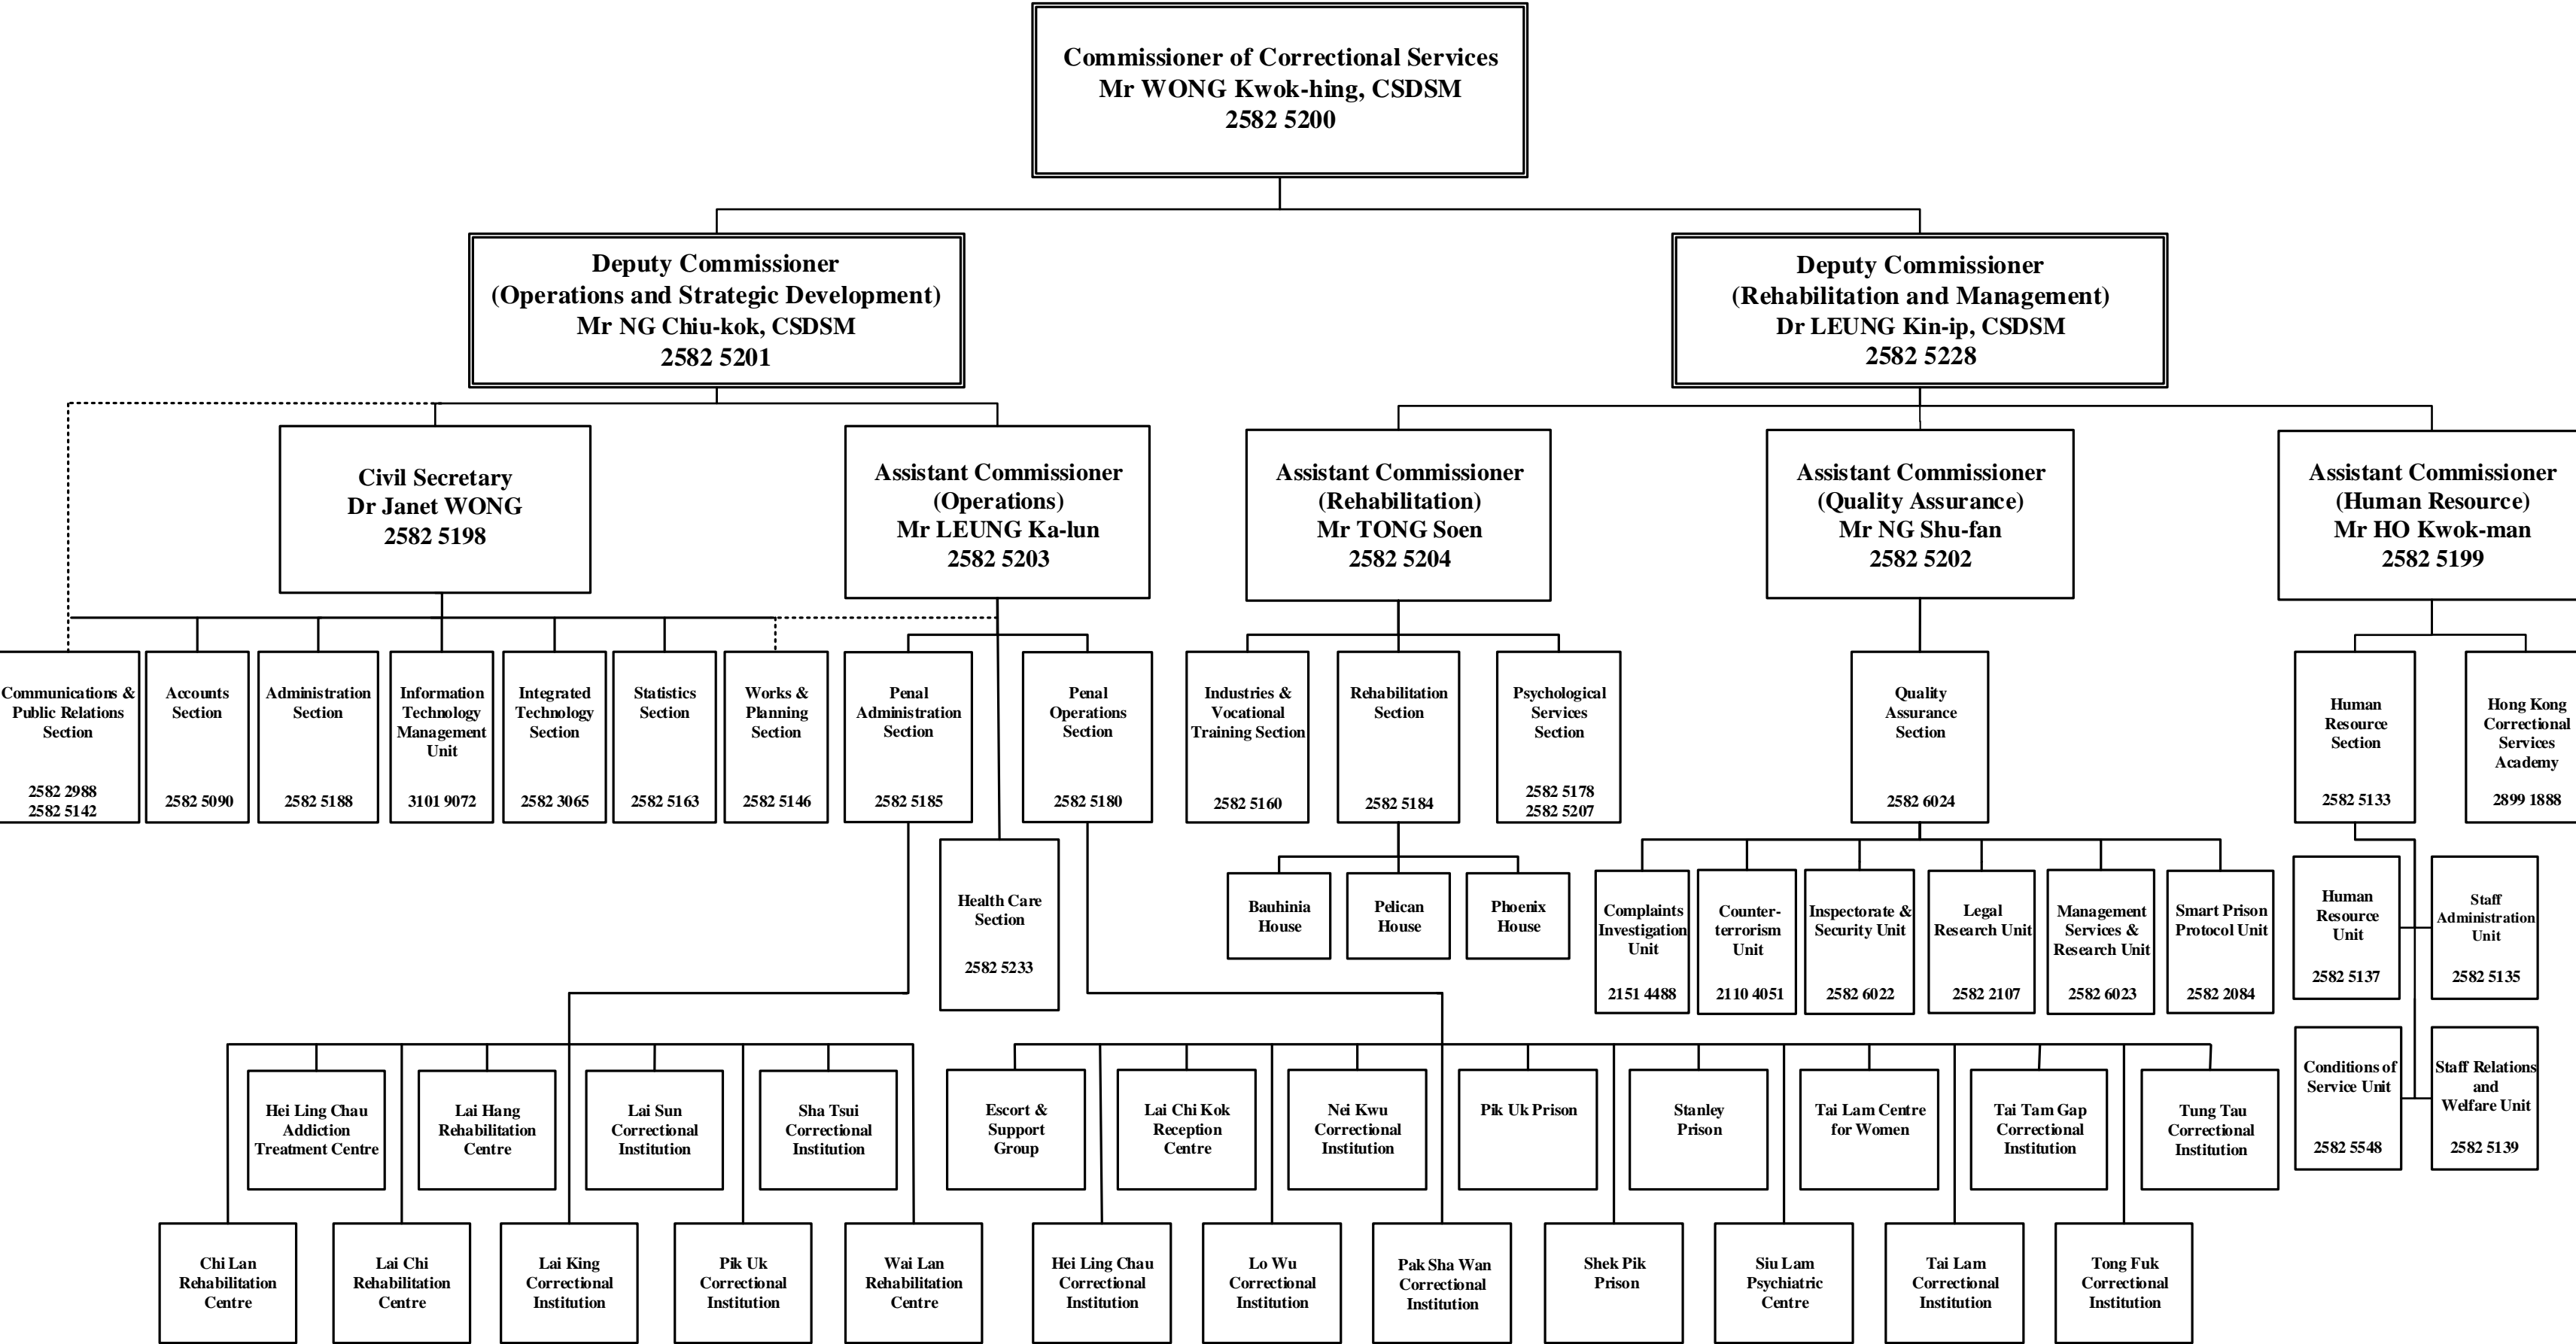 Commissioner of Correctional Services
Mr WONG Kwok-hing, CSDSM
2582 5200
Deputy Commissioner
(Operations and Strategic Development)
Mr NG Chiu-kok, CSDSM
2582 5201
Deputy Commissioner
(Rehabilitation and Management)
Dr LEUNG Kin-ip, CSDSM
2582 5228
Civil Secretary
Dr Janet WONG
2582 5198
Assistant Commissioner
(Operations)
Mr LEUNG Ka-lun
2582 5203
Assistant Commissioner
(Rehabilitation)
Mr TONG Soen
2582 5204
Assistant Commissioner
(Quality Assurance)
Mr NG Shu-fan
2582 5202
Assistant Commissioner
(Human Resource)
Mr HO Kwok-man
2582 5199
Communications &
Public Relations
Section
2582 2988
2582 5142
Accounts
Section
2582 5090
Administration
Section
2582 5188
Information
Technology
Management
Unit
3101 9072
Integrated
Technology
Section
2582 3065
Statistics
Section
2582 5163
Works &
Planning
Section
2582 5146
Penal
Administration
Section
2582 5185
Penal
Operations
Section
2582 5180
Industries &
Vocational
Training Section
2582 5160
Rehabilitation
Section
2582 5184
Psychological
Services
Section
2582 5178
2582 5207
Quality
Assurance
Section
2582 6024
Human
Resource
Section
2582 5133
Hong Kong
Correctional
Services
Academy
2899 1888
Health Care
Section
2582 5233
Bauhinia
House
Pelican
House
Phoenix
House
Complaints
Investigation
Unit
2151 4488
Counter-
terrorism
Unit
2110 4051
Inspectorate &
Security Unit
2582 6022
Legal
Research Unit
2582 2107
Management
Services &
Research Unit
2582 6023
Smart Prison
Protocol Unit
2582 2084
Human
Resource
Unit
2582 5137
Staff
Administration
Unit
2582 5135
Conditions of
Service Unit
2582 5548
Staff Relations
and
Welfare Unit
2582 5139
Hei Ling Chau
Addiction
Treatment Centre
Lai Hang
Rehabilitation
Centre
Lai Sun
Correctional
Institution
Sha Tsui
Correctional
Institution
Escort &
Support
Group
Lai Chi Kok
Reception
Centre
Nei Kwu
Correctional
Institution
Pik Uk Prison
Stanley
Prison
Tai Lam Centre
for Women
Tai Tam Gap
Correctional
Institution
Tung Tau
Correctional
Institution
Chi Lan
Rehabilitation
Centre
Lai Chi
Rehabilitation
Centre
Lai King
Correctional
Institution
Pik Uk
Correctional
Institution
Wai Lan
Rehabilitation
Centre
Hei Ling Chau
Correctional
Institution
Lo Wu
Correctional
Institution
Pak Sha Wan
Correctional
Institution
Shek Pik
Prison
Siu Lam
Psychiatric
Centre
Tai Lam
Correctional
Institution
Tong Fuk
Correctional
Institution